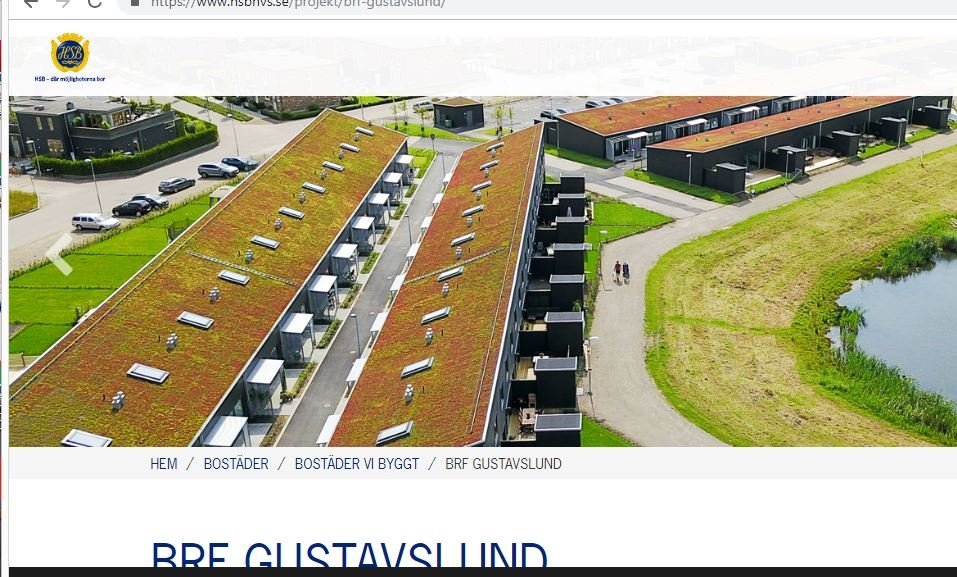 https://www.hsbnvs.se/projekt/brf-gustavslund/
HSB
HSB – där möjligheterna bor
HEM / BOSTÄDER / BOSTÄDER VI BYGGT / BRF GUSTAVSLUND
BRF GUSTAVSLUND